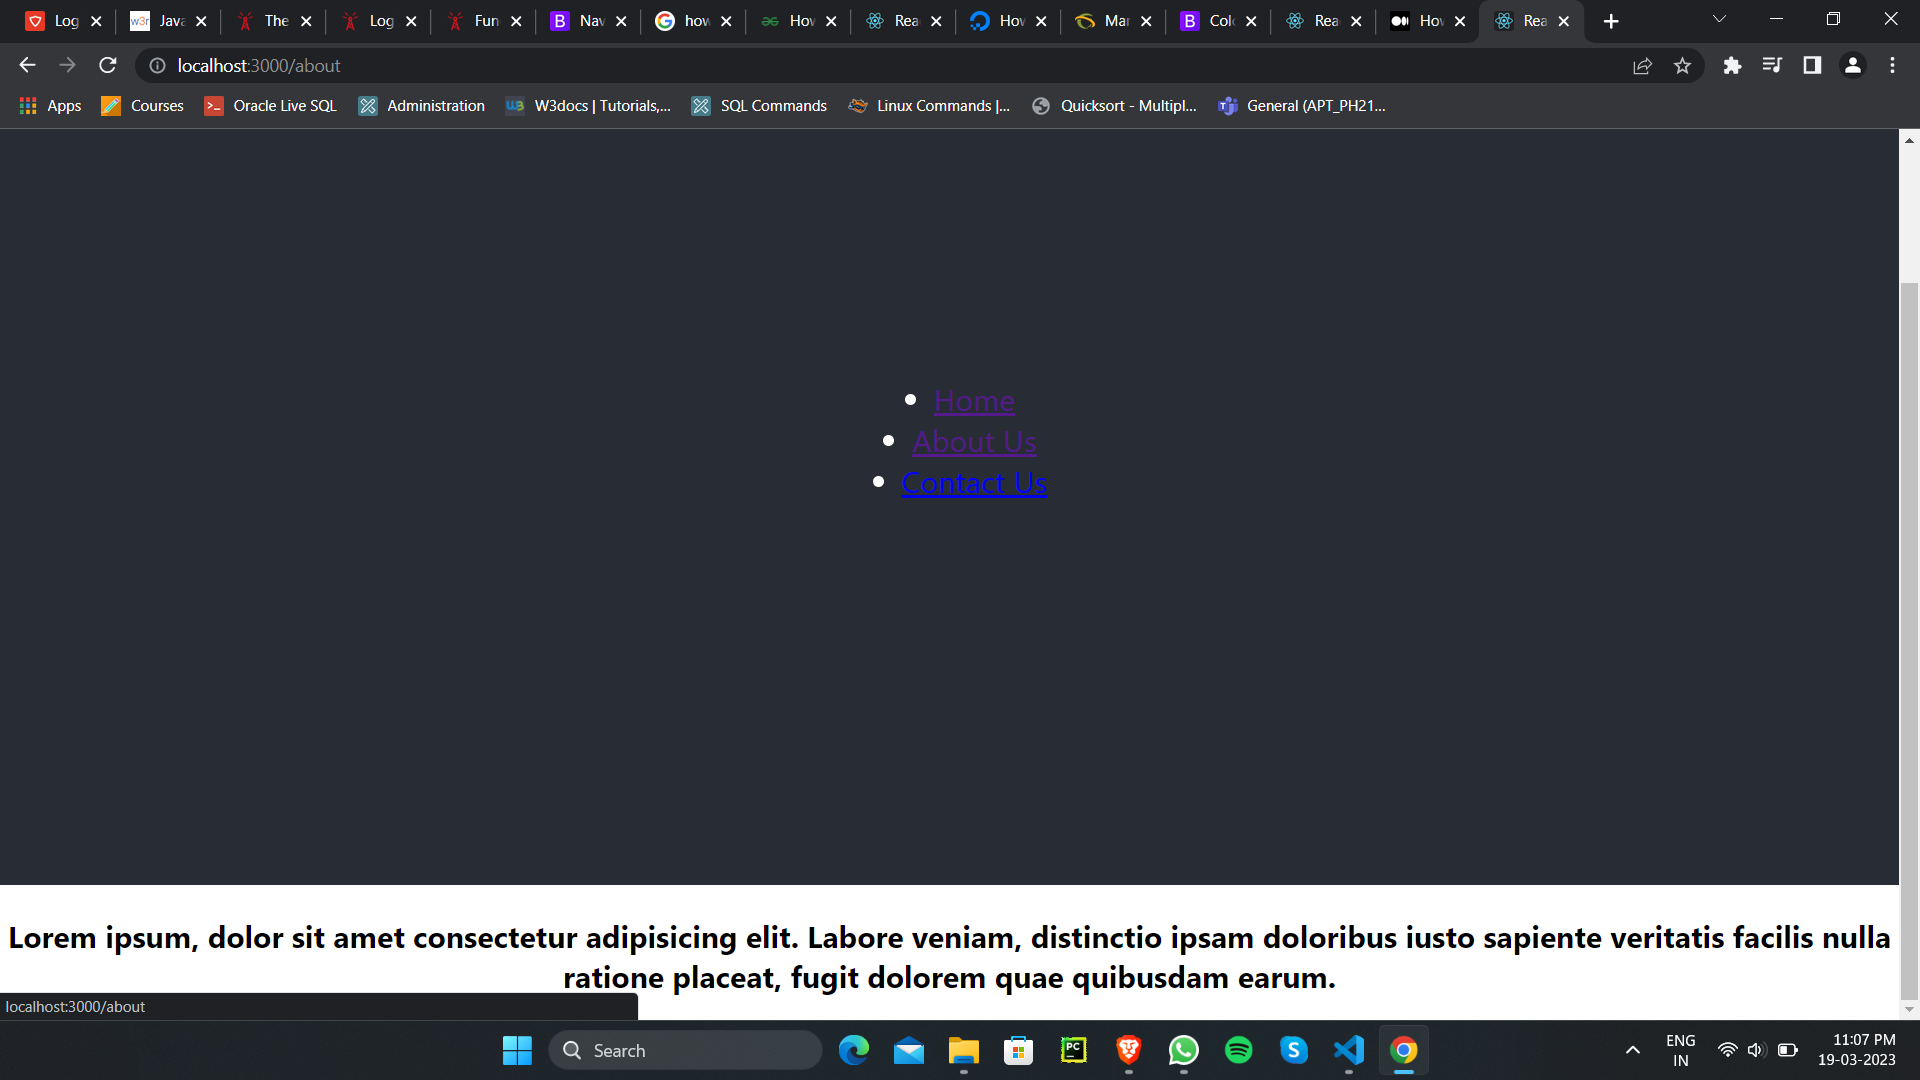 Log
Java
The
Log
Fun
Nav
how
How
Rea
How
Mar
Colo
Rea
How
Rea
localhost:3000/about
Apps
Courses
Oracle Live SQL
Administration
W3docs | Tutorials,...
SQL Commands
Linux Commands |...
Quicksort - Multipl...
General (APT_PH21...
Home
About Us
Contact Us
Lorem ipsum, dolor sit amet consectetur adipisicing elit. Labore veniam, distinctio ipsam doloribus iusto sapiente veritatis facilis nulla
ratione placeat, fugit dolorem quae quibusdam earum.
localhost:3000/about
Search
ENG
IN
11:07 PM
19-03-2023